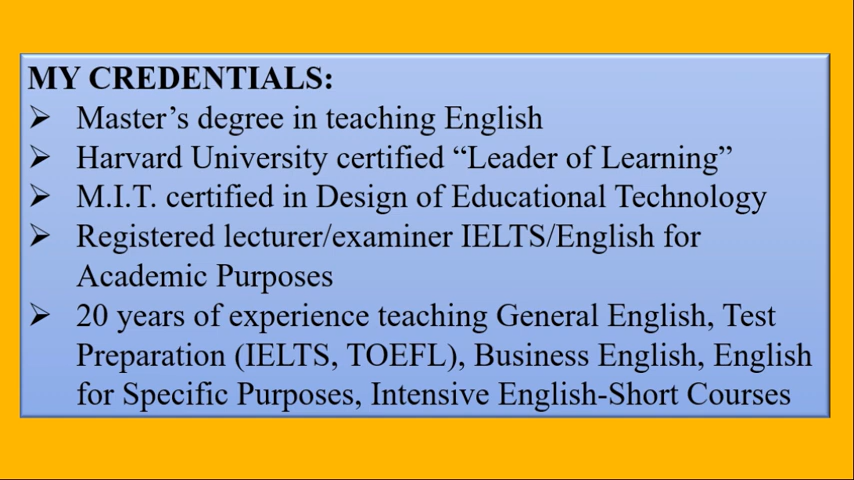 MY CREDENTIALS:
➢ Master’s degree in teaching English
➢ Harvard University certified “Leader of Learning”
➢ M.I.T. certified in Design of Educational Technology
➢ Registered lecturer/examiner IELTS/English for
Academic Purposes
➢ 20 years of experience teaching General English, Test
Preparation (IELTS, TOEFL), Business English, English
for Specific Purposes, Intensive English-Short Courses